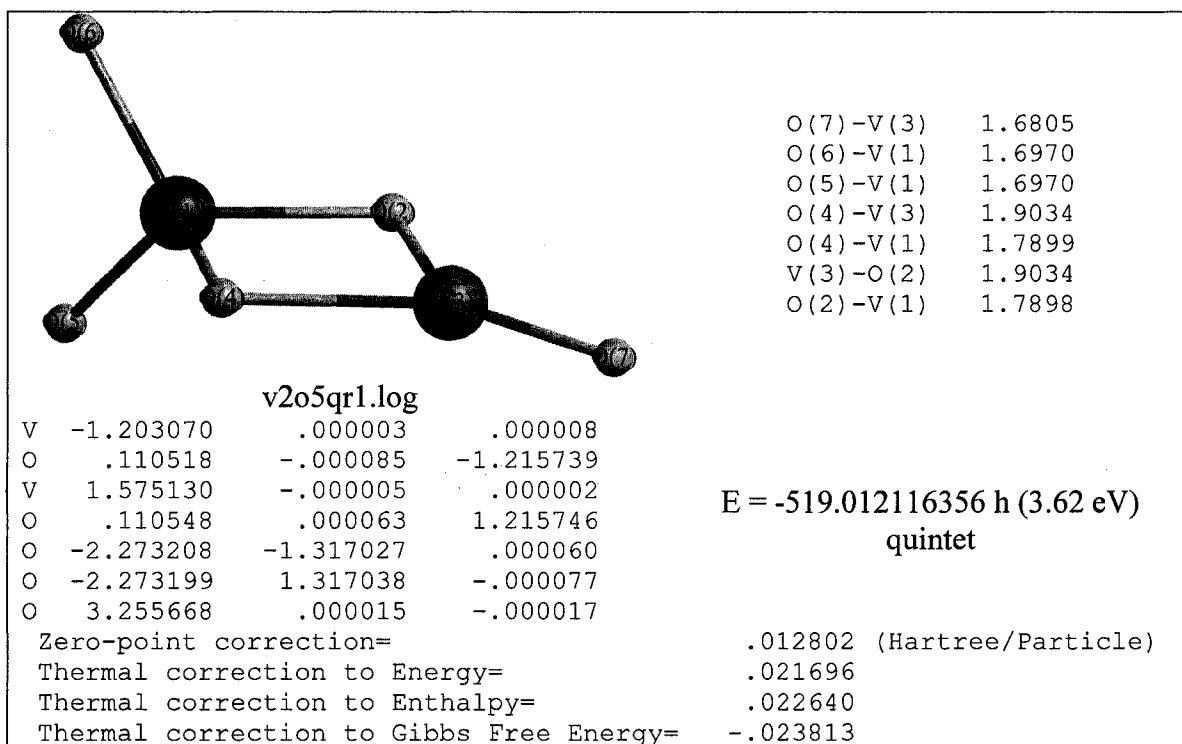 O(7)-V(3) 1.6805
O(6)-V(1) 1.6970
O(5)-V(1) 1.6970
O(4)-V(3) 1.9034
O(4)-V(1) 1.7899
V(3)-O(2) 1.9034
O(2)-V(1) 1.7898
v2o5qr1.log
V -1.203070 .000003 .000008
O .110518 -.000085 -1.215739
V 1.575130 -.000005 .000002
O .110548 .000063 1.215746
O -2.273208 -1.317027 .000060
O -2.273199 1.317038 -.000077
O 3.255668 .000015 -.000017
E = -519.012116356 h (3.62 eV)
quintet
Zero-point correction= .012802 (Hartree/Particle)
Thermal correction to Energy= .021696
Thermal correction to Enthalpy= .022640
Thermal correction to Gibbs Free Energy= -.023813